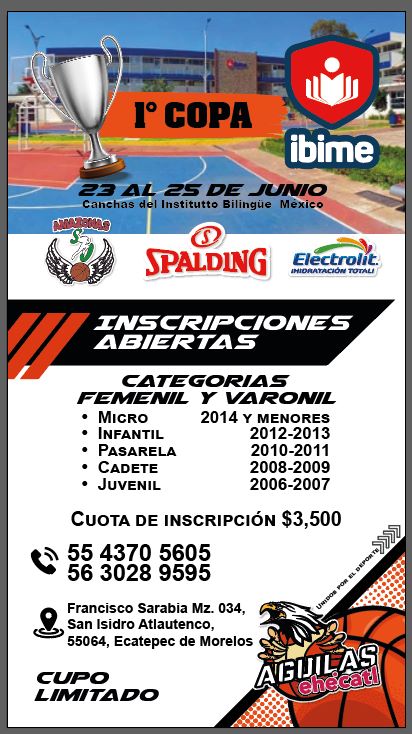 1° COPA
ibime
23 AL 25 DE JUNIO
Canchas del Institutto Bilingüe México
AMAZONAS
S
SPALDING
Electrolit.
¡HIDRATACIÓN TOTAL!
INSCRIPCIONES
ABIERTAS
CATEGORIAS
FEMENIL Y VARONIL
• MICRO 2014 Y MENORES
• INFANTIL 2012-2013
• PASARELA 2010-2011
• CADETE 2008-2009
• JUVENIL 2006-2007
CUOTA DE INSCRIPCIÓN $3,500
55 4370 5605
56 3028 9595
Unidos por el deporte
Francisco Sarabia Mz. 034,
San Isidro Atlautenco,
55064, Ecatepec de Morelos
AGUILAS
ehécatl
CUPO
LIMITADO